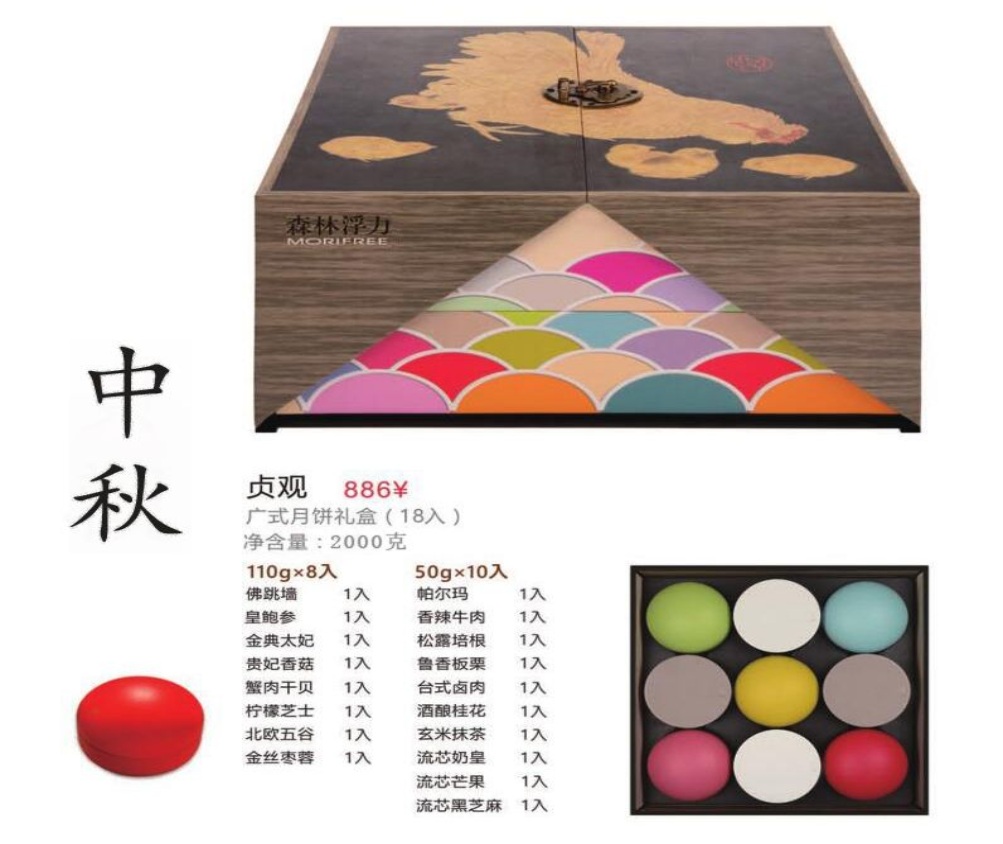 森林浮力
MORIFREE
中
秋
贞观 886¥
广式月饼礼盒（18入）
净含量：2000克
110g×8入 50g×10入
佛跳墙 1入 帕尔玛 1入
皇鲍参 1入 香辣牛肉 1入
金典太妃 1入 松露培根 1入
贵妃香菇 1入 鲁香板栗 1入
蟹肉干贝 1入 台式卤肉 1入
柠檬芝士 1入 酒酿桂花 1入
北欧五谷 1入 玄米抹茶 1入
金丝枣蓉 1入 流芯奶皇 1入
流芯芒果 1入
流芯黑芝麻 1入